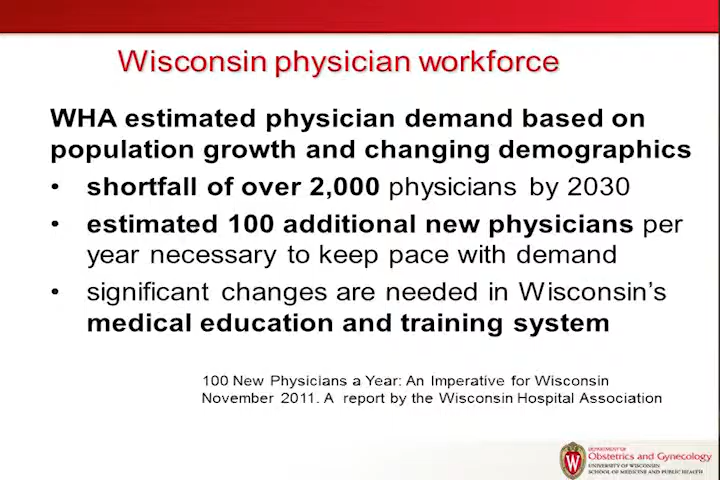 Wisconsin physician workforce
WHA estimated physician demand based on
population growth and changing demographics
• shortfall of over 2,000 physicians by 2030
• estimated 100 additional new physicians per
year necessary to keep pace with demand
• significant changes are needed in Wisconsin's
medical education and training system
100 New Physicians a Year: An Imperative for Wisconsin
November 2011. A report by the Wisconsin Hospital Association
DEPARTMENT OF
Obstetrics and Gynecology
UNIVERSITY OF WISCONSIN
SCHOOL OF MEDICINE AND PUBLIC HEALTH
W